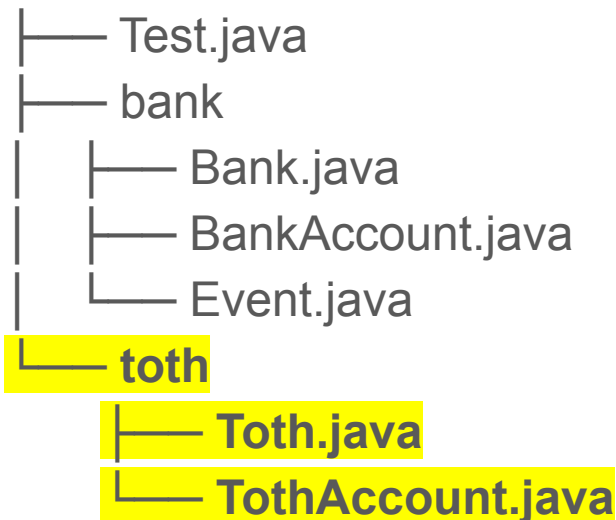 ├── Test.java
├── bank
│   ├── Bank.java
│   ├── BankAccount.java
│   └── Event.java
└── toth
    ├── Toth.java
    └── TothAccount.java